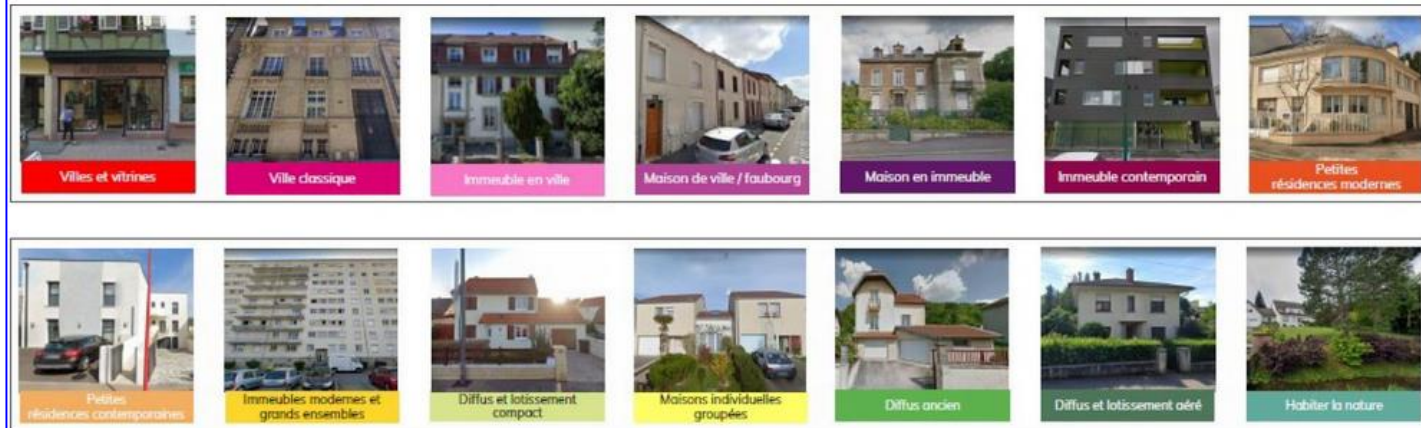 Villes et vitrines
Ville classique
Immeuble en ville
Maison de ville / faubourg
Maison en immeuble
Immeuble contemporain
Petites
résidences modernes
Petites
résidences contemporaines
Immeubles modernes et
grands ensembles
Diffus et lotissement
compact
Maisons individuelles
groupées
Diffus ancien
Diffus et lotissement aéré
Habiter la nature